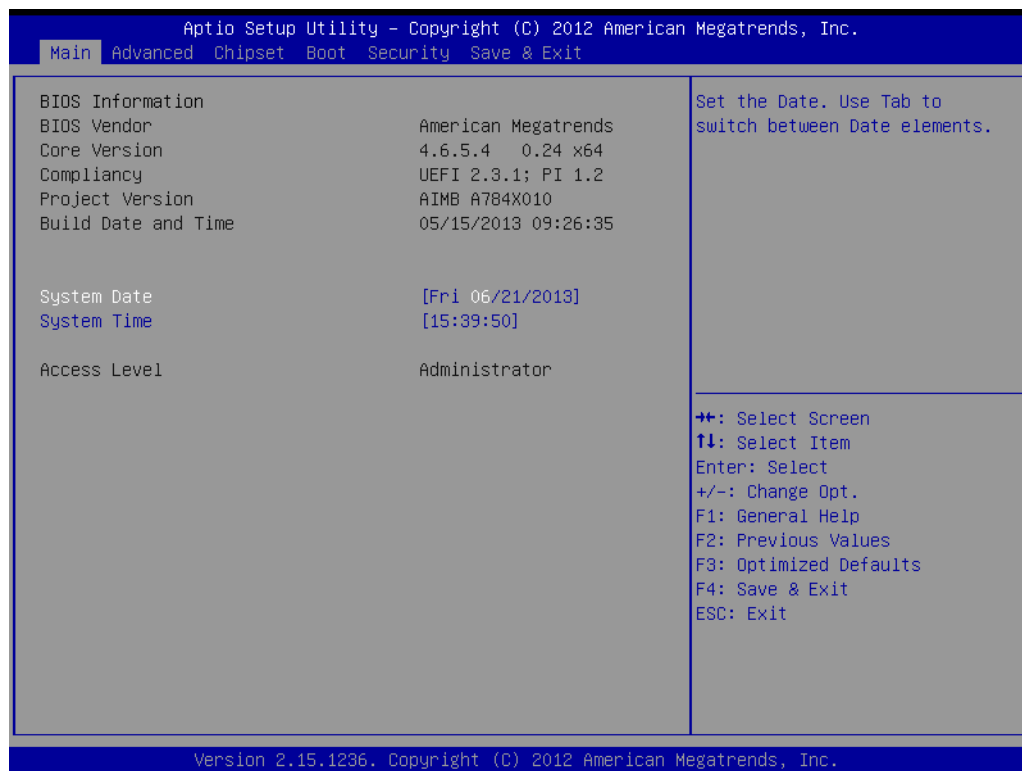 Aptio Setup Utility – Copyright (C) 2012 American Megatrends, Inc.
Main Advanced Chipset Boot Security Save & Exit
BIOS Information
BIOS Vendor American Megatrends
Core Version 4.6.5.4 0.24 x64
Compliancy UEFI 2.3.1; PI 1.2
Project Version AIMB A784X010
Build Date and Time 05/15/2013 09:26:35
System Date [Fri 06/21/2013]
System Time [15:39:50]
Access Level Administrator
Set the Date. Use Tab to
switch between Date elements.
→←: Select Screen
↑↓: Select Item
Enter: Select
+/-: Change Opt.
F1: General Help
F2: Previous Values
F3: Optimized Defaults
F4: Save & Exit
ESC: Exit
Version 2.15.1236. Copyright (C) 2012 American Megatrends, Inc.